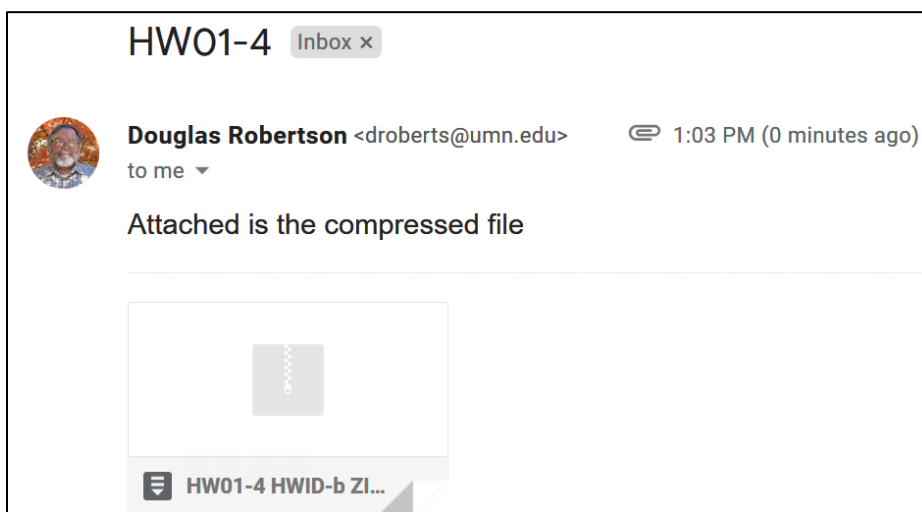 HW01-4 Inbox ×
Douglas Robertson <droberts@umn.edu> 1:03 PM (0 minutes ago)
to me
Attached is the compressed file
HW01-4 HWID-b ZI...